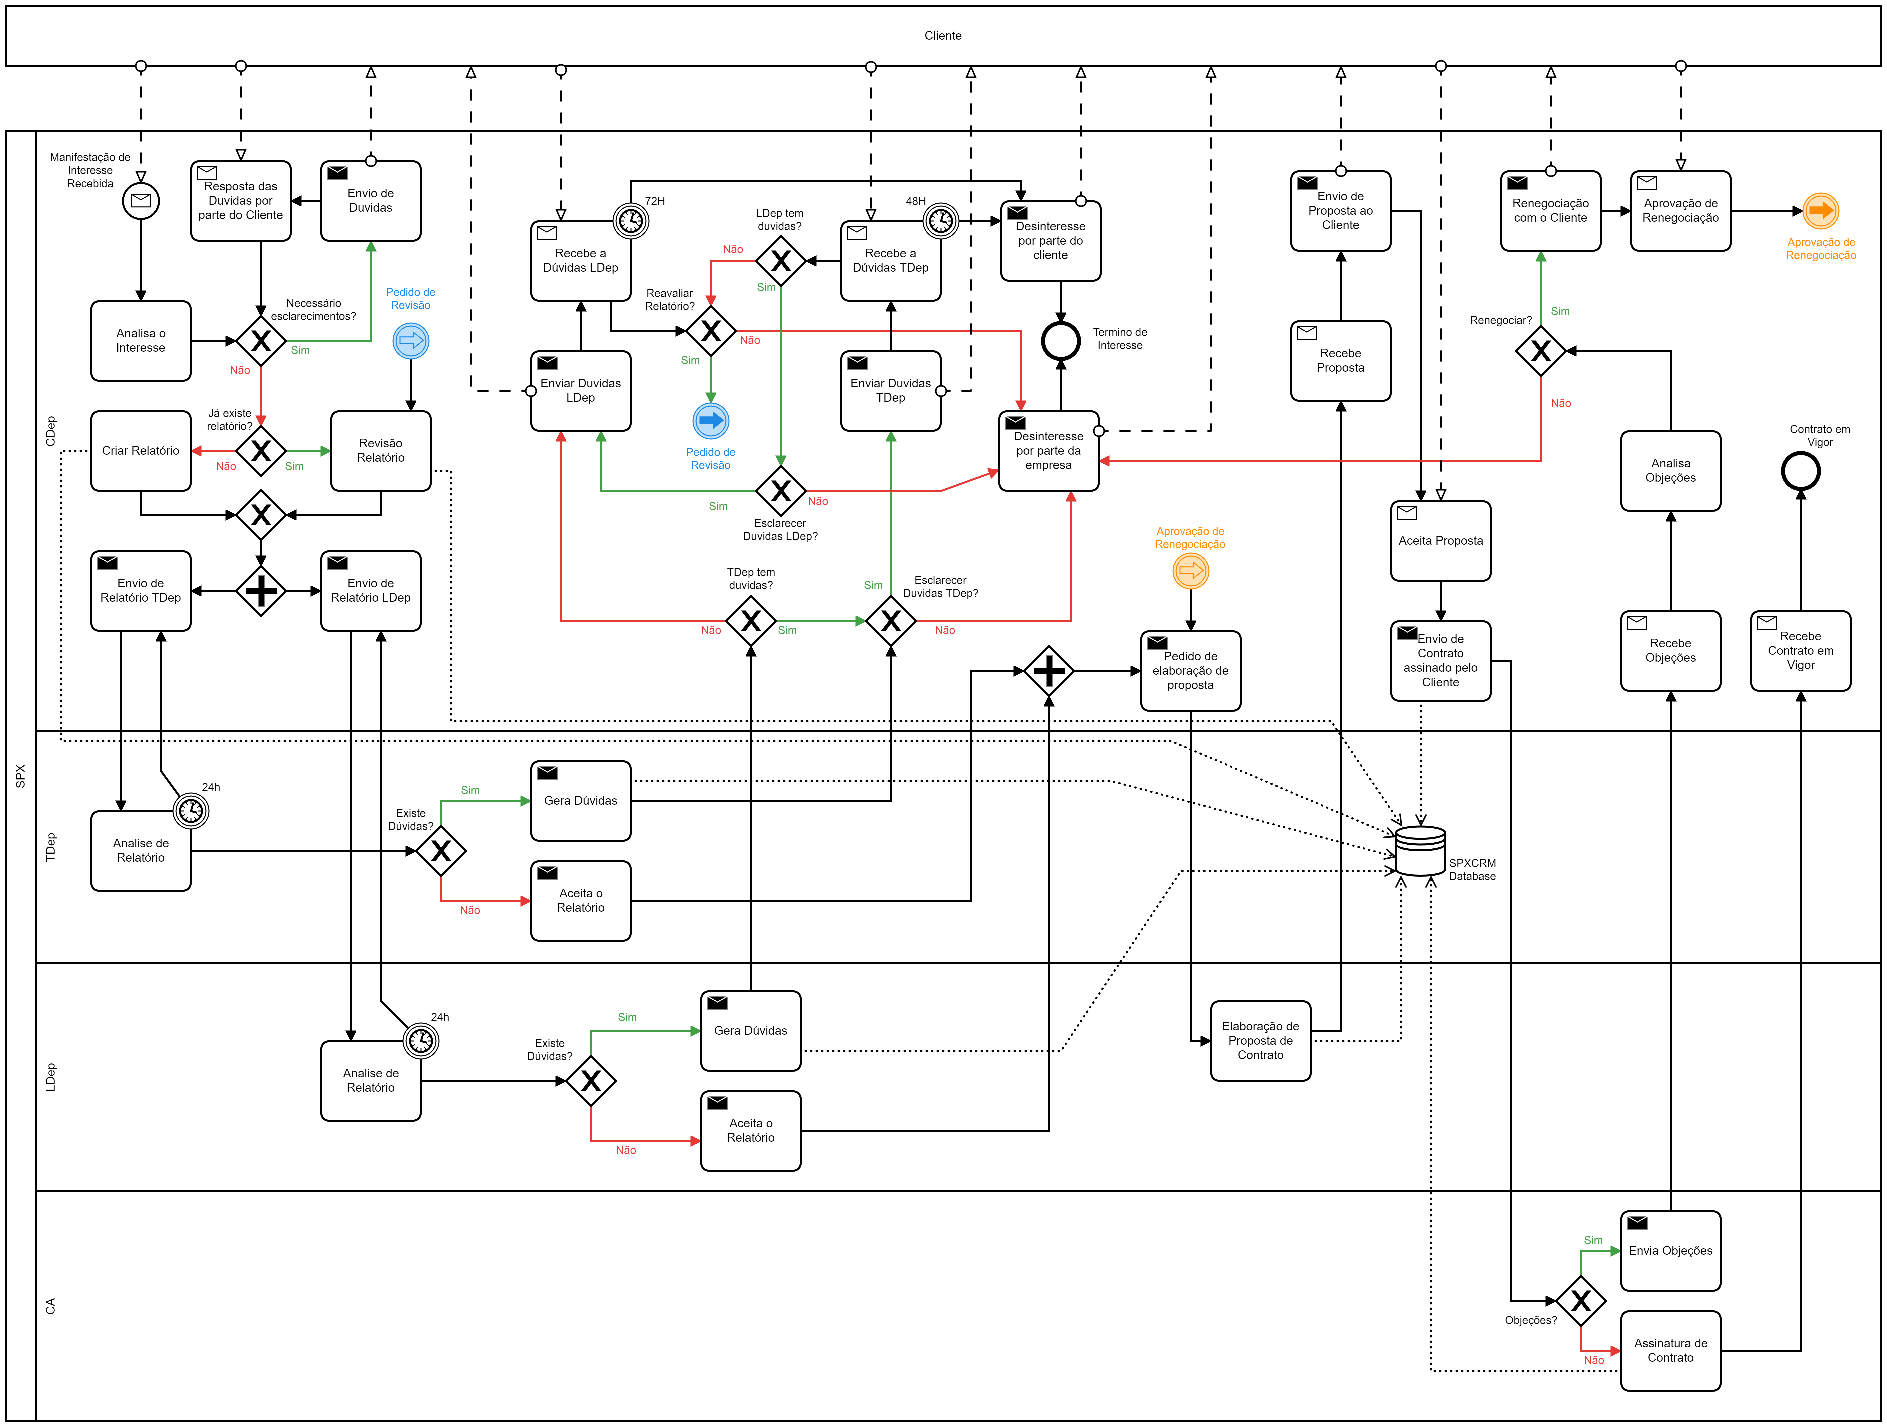 Cliente
SPX
CDep
Manifestação de
Interesse
Recebida
Resposta das
Duvidas por
parte do Cliente
Envio de
Duvidas
Analisa o
Interesse
Necessário
esclarecimentos?
Sim
Não
Pedido de
Revisão
Já existe
relatório?
Criar Relatório
Não
Sim
Revisão
Relatório
Envio de
Relatório TDep
Envio de
Relatório LDep
72H
Recebe a
Dúvidas LDep
LDep tem
duvidas?
Não
Sim
48H
Recebe a
Dúvidas TDep
Desinteresse
por parte do
cliente
Reavaliar
Relatório?
Não
Sim
Termino de
Interesse
Enviar Duvidas
LDep
Pedido de
Revisão
Enviar Duvidas
TDep
Desinteresse
por parte da
empresa
Sim
Não
Esclarecer
Duvidas LDep?
TDep tem
duvidas?
Não
Sim
Sim
Esclarecer
Duvidas TDep?
Não
Aprovação de
Renegociação
Pedido de
elaboração de
proposta
Envio de
Proposta ao
Cliente
Recebe
Proposta
Aceita Proposta
Envio de
Contrato
assinado pelo
Cliente
Renegociação
com o Cliente
Aprovação de
Renegociação
Aprovação de
Renegociação
Renegociar?
Sim
Não
Analisa
Objeções
Recebe
Objeções
Contrato em
Vigor
Recebe
Contrato em
Vigor
TDep
24h
Analise de
Relatório
Existe
Dúvidas?
Sim
Não
Gera Dúvidas
Aceita o
Relatório
SPXCRM
Database
LDep
24h
Analise de
Relatório
Existe
Dúvidas?
Sim
Não
Gera Dúvidas
Aceita o
Relatório
Elaboração de
Proposta de
Contrato
CA
Objeções?
Sim
Não
Envia Objeções
Assinatura de
Contrato